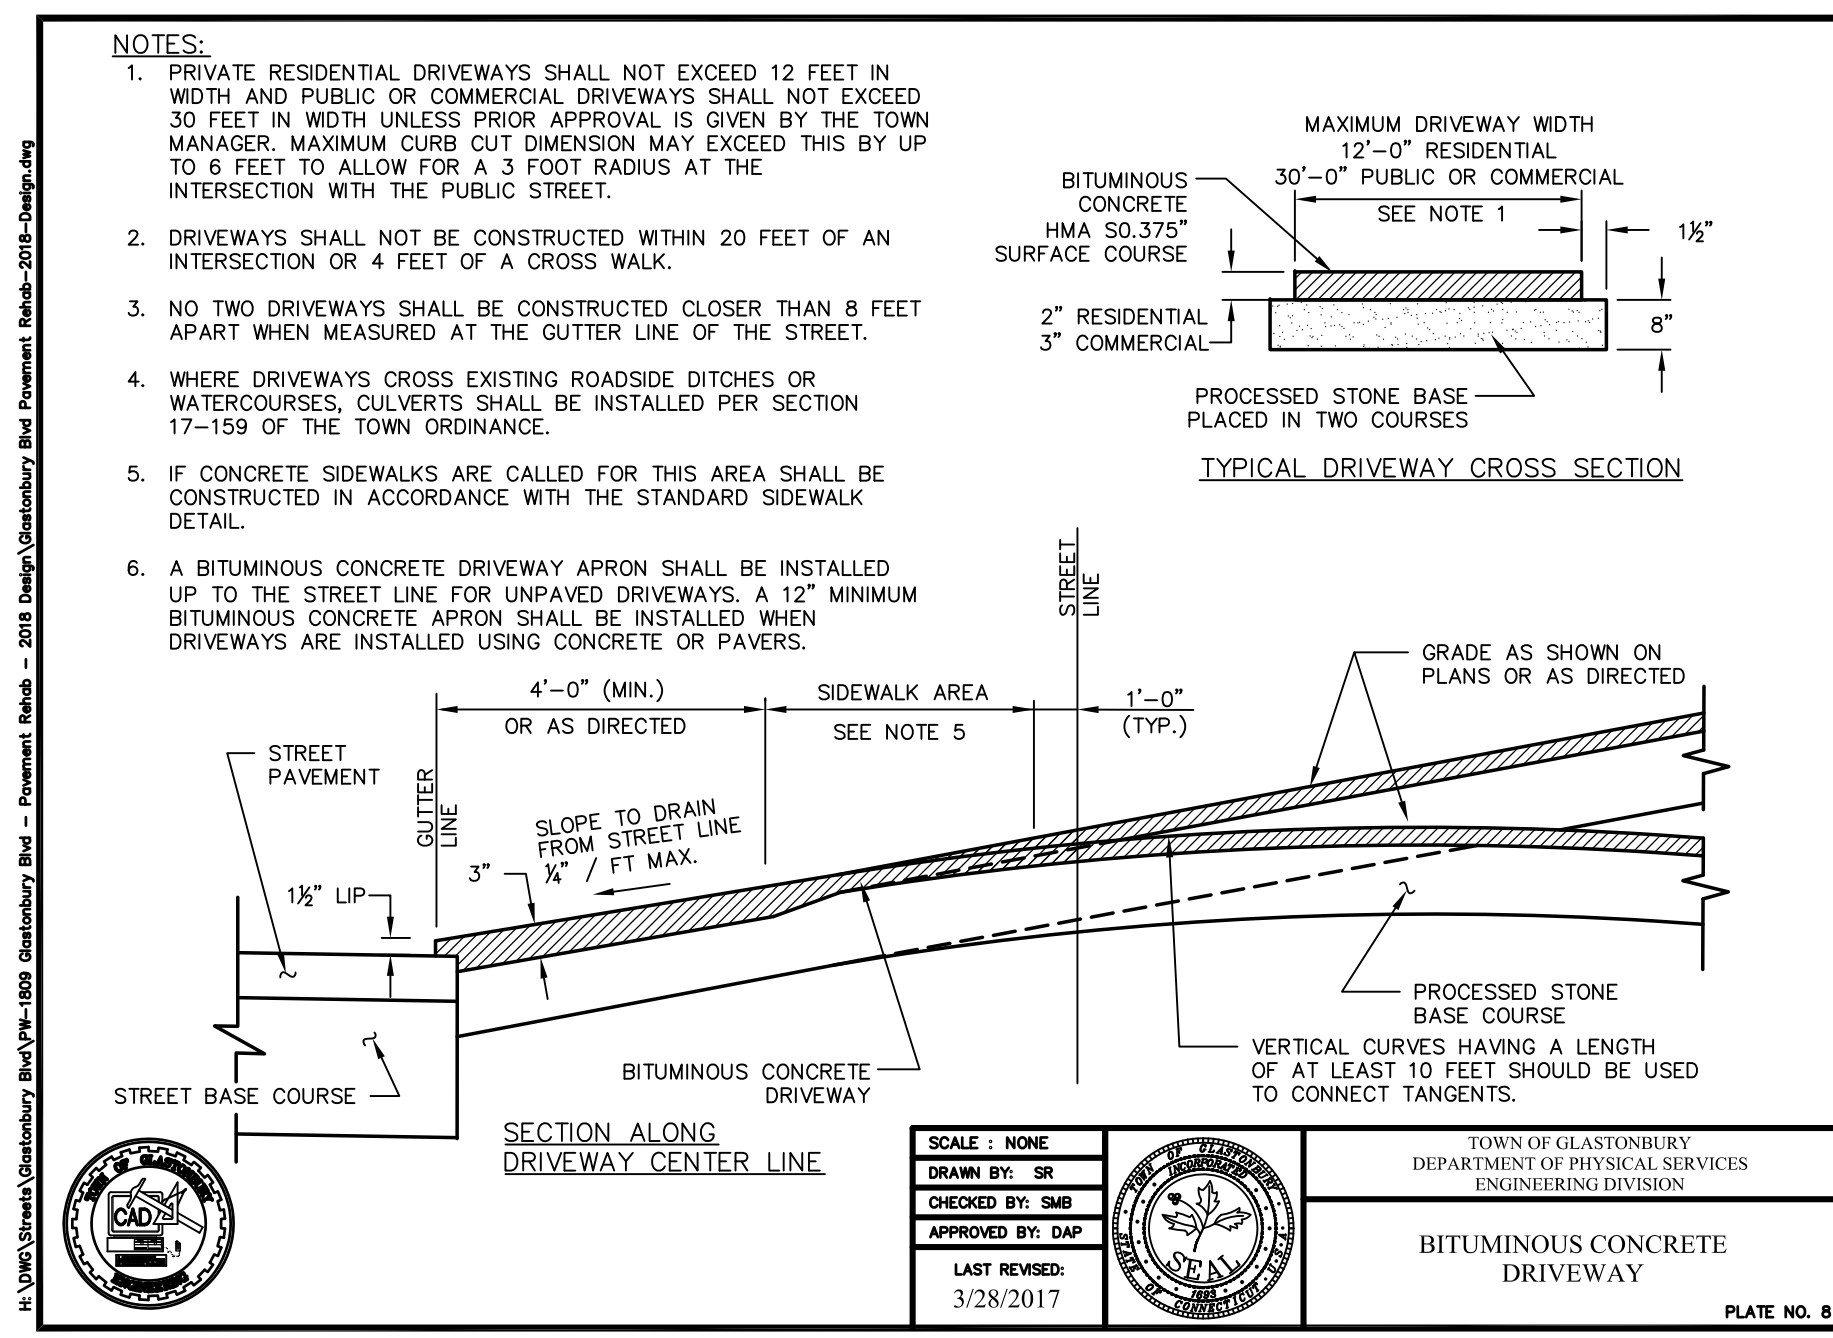 NOTES:
1. PRIVATE RESIDENTIAL DRIVEWAYS SHALL NOT EXCEED 12 FEET IN
WIDTH AND PUBLIC OR COMMERCIAL DRIVEWAYS SHALL NOT EXCEED
30 FEET IN WIDTH UNLESS PRIOR APPROVAL IS GIVEN BY THE TOWN
MANAGER. MAXIMUM CURB CUT DIMENSION MAY EXCEED THIS BY UP
TO 6 FEET TO ALLOW FOR A 3 FOOT RADIUS AT THE
INTERSECTION WITH THE PUBLIC STREET.
2. DRIVEWAYS SHALL NOT BE CONSTRUCTED WITHIN 20 FEET OF AN
INTERSECTION OR 4 FEET OF A CROSS WALK.
3. NO TWO DRIVEWAYS SHALL BE CONSTRUCTED CLOSER THAN 8 FEET
APART WHEN MEASURED AT THE GUTTER LINE OF THE STREET.
4. WHERE DRIVEWAYS CROSS EXISTING ROADSIDE DITCHES OR
WATERCOURSES, CULVERTS SHALL BE INSTALLED PER SECTION
17-159 OF THE TOWN ORDINANCE.
5. IF CONCRETE SIDEWALKS ARE CALLED FOR THIS AREA SHALL BE
CONSTRUCTED IN ACCORDANCE WITH THE STANDARD SIDEWALK
DETAIL.
6. A BITUMINOUS CONCRETE DRIVEWAY APRON SHALL BE INSTALLED
UP TO THE STREET LINE FOR UNPAVED DRIVEWAYS. A 12" MINIMUM
BITUMINOUS CONCRETE APRON SHALL BE INSTALLED WHEN
DRIVEWAYS ARE INSTALLED USING CONCRETE OR PAVERS.
MAXIMUM DRIVEWAY WIDTH
12'-0" RESIDENTIAL
30'-0" PUBLIC OR COMMERCIAL
SEE NOTE 1
BITUMINOUS
CONCRETE
HMA S0.375"
SURFACE COURSE
1½"
2" RESIDENTIAL
3" COMMERCIAL
8"
PROCESSED STONE BASE
PLACED IN TWO COURSES
TYPICAL DRIVEWAY CROSS SECTION
STREET
LINE
GRADE AS SHOWN ON
PLANS OR AS DIRECTED
4'-0" (MIN.)
OR AS DIRECTED
SIDEWALK AREA
SEE NOTE 5
1'-0"
(TYP.)
STREET
PAVEMENT
GUTTER
LINE
SLOPE TO DRAIN
FROM STREET LINE
¼" / FT MAX.
3"
1½" LIP
STREET BASE COURSE
BITUMINOUS CONCRETE
DRIVEWAY
PROCESSED STONE
BASE COURSE
VERTICAL CURVES HAVING A LENGTH
OF AT LEAST 10 FEET SHOULD BE USED
TO CONNECT TANGENTS.
SECTION ALONG
DRIVEWAY CENTER LINE
TOWN OF GLASTONBURY
CAD
ENGINEERING
SCALE : NONE
DRAWN BY: SR
CHECKED BY: SMB
APPROVED BY: DAP
LAST REVISED:
3/28/2017
TOWN OF GLASTONBURY
INCORPORATED
SEAL
1693
STATE OF CONNECTICUT U.S.A.
TOWN OF GLASTONBURY
DEPARTMENT OF PHYSICAL SERVICES
ENGINEERING DIVISION
BITUMINOUS CONCRETE
DRIVEWAY
PLATE NO. 8
H:\DWG\Streets\Glastonbury Blvd\PW-1809 Glastonbury Blvd - Pavement Rehab - 2018 Design\Glastonbury Blvd Pavement Rehab-2018-Design.dwg